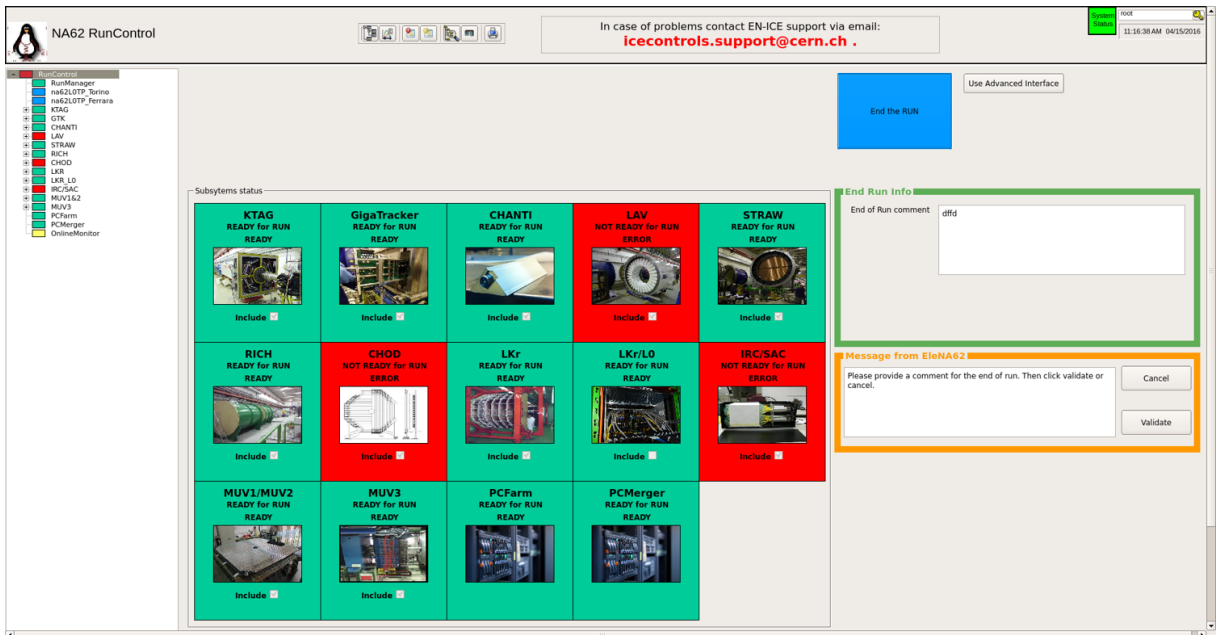 NA62 RunControl
In case of problems contact EN-ICE support via email:
icecontrols.support@cern.ch .
System
Status
root
11:16:38 AM 04/15/2016
RunControl
RunManager
na62L0TP_Torino
na62L0TP_Ferrara
KTAG
GTK
CHANTI
LAV
STRAW
RICH
CHOD
LKR
LKR_L0
IRC/SAC
MUV1&2
MUV3
PCFarm
PCMerger
OnlineMonitor
End the RUN
Use Advanced Interface
Subsytems status
KTAG
READY for RUN
READY
Include
GigaTracker
READY for RUN
READY
Include
CHANTI
READY for RUN
READY
Include
LAV
NOT READY for RUN
ERROR
Include
STRAW
READY for RUN
READY
Include
RICH
READY for RUN
READY
Include
CHOD
NOT READY for RUN
ERROR
Include
LKr
READY for RUN
READY
Include
LKr/L0
READY for RUN
READY
Include
IRC/SAC
NOT READY for RUN
ERROR
Include
MUV1/MUV2
READY for RUN
READY
Include
MUV3
READY for RUN
READY
Include
PCFarm
READY for RUN
READY
PCMerger
READY for RUN
READY
End Run Info
End of Run comment
dffd
Message from EleNA62
Please provide a comment for the end of run. Then click validate or
cancel.
Cancel
Validate